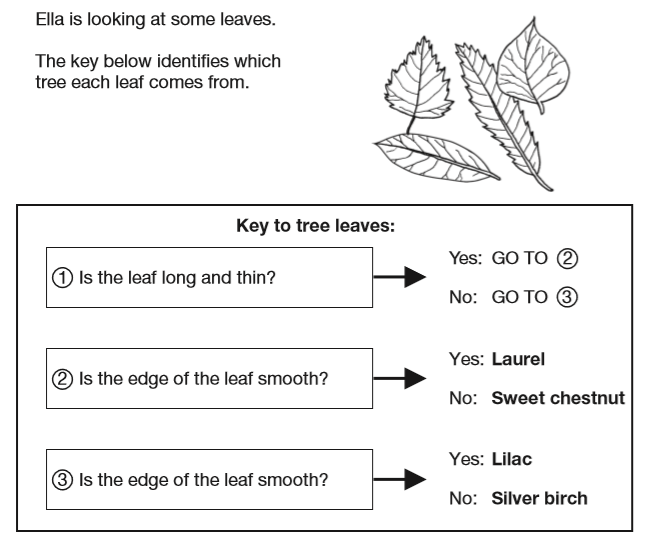 Ella is looking at some leaves.
The key below identifies which
tree each leaf comes from.
Key to tree leaves:
① Is the leaf long and thin?
Yes: GO TO ②
No: GO TO ③
② Is the edge of the leaf smooth?
Yes: Laurel
No: Sweet chestnut
③ Is the edge of the leaf smooth?
Yes: Lilac
No: Silver birch